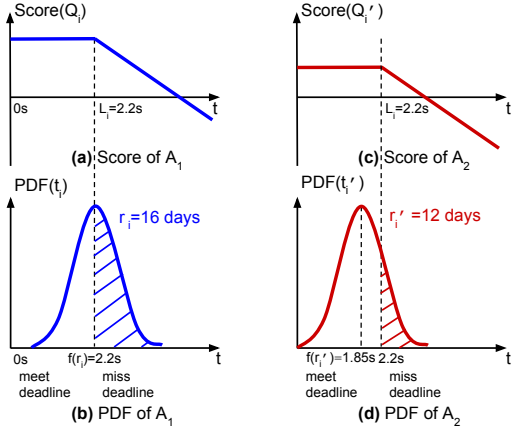 Score(Q_i)
t
0s
L_i=2.2s
(a) Score of A_1
Score(Q_i′)
t
L_i=2.2s
(c) Score of A_2
PDF(t_i)
r_i=16 days
t
0s
f(r_i)=2.2s
meet deadline
miss deadline
(b) PDF of A_1
PDF(t_i′)
r_i′=12 days
t
f(r_i′)=1.85s
2.2s
meet deadline
miss deadline
(d) PDF of A_2